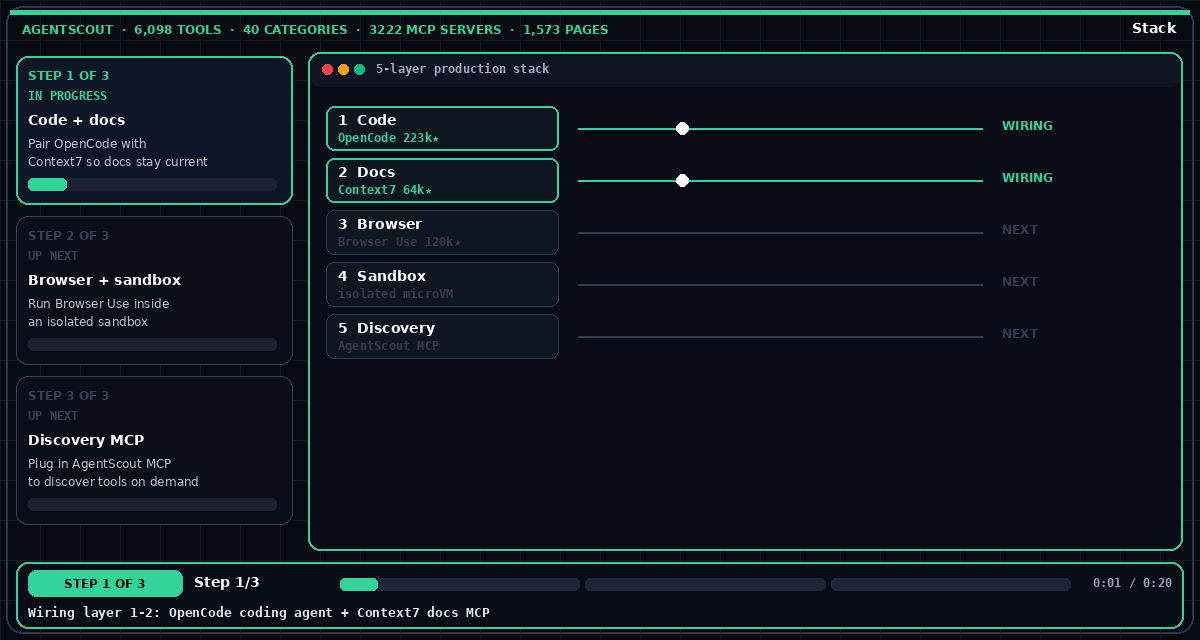 AGENTSCOUT · 6,098 TOOLS · 40 CATEGORIES · 3222 MCP SERVERS · 1,573 PAGES
Stack
STEP 1 OF 3
IN PROGRESS
Code + docs
Pair OpenCode with
Context7 so docs stay current
STEP 2 OF 3
UP NEXT
Browser + sandbox
Run Browser Use inside
an isolated sandbox
STEP 3 OF 3
UP NEXT
Discovery MCP
Plug in AgentScout MCP
to discover tools on demand
5-layer production stack
1 Code
OpenCode 223k★
WIRING
2 Docs
Context7 64k★
WIRING
3 Browser
Browser Use 120k★
NEXT
4 Sandbox
isolated microVM
NEXT
5 Discovery
AgentScout MCP
NEXT
STEP 1 OF 3
Step 1/3
0:01 / 0:20
Wiring layer 1-2: OpenCode coding agent + Context7 docs MCP